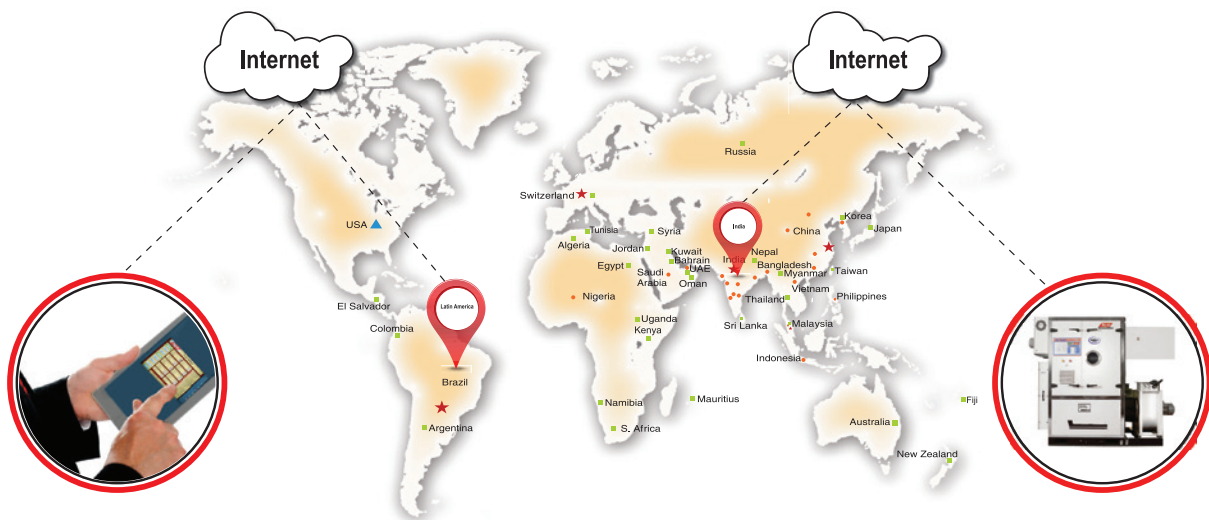 Internet
Internet
Russia
Switzerland
USA
Tunisia
Algeria
Syria
Jordan
Kuwait
Bahrain
Egypt
UAE
Saudi
Arabia
Oman
India
India
Nepal
Bangladesh
China
Korea
Japan
Myanmar
Taiwan
Vietnam
Thailand
Philippines
El Salvador
Latin America
Colombia
Nigeria
Uganda
Kenya
Sri Lanka
Malaysia
Indonesia
Brazil
Argentina
Namibia
Mauritius
S. Africa
Australia
Fiji
New Zealand